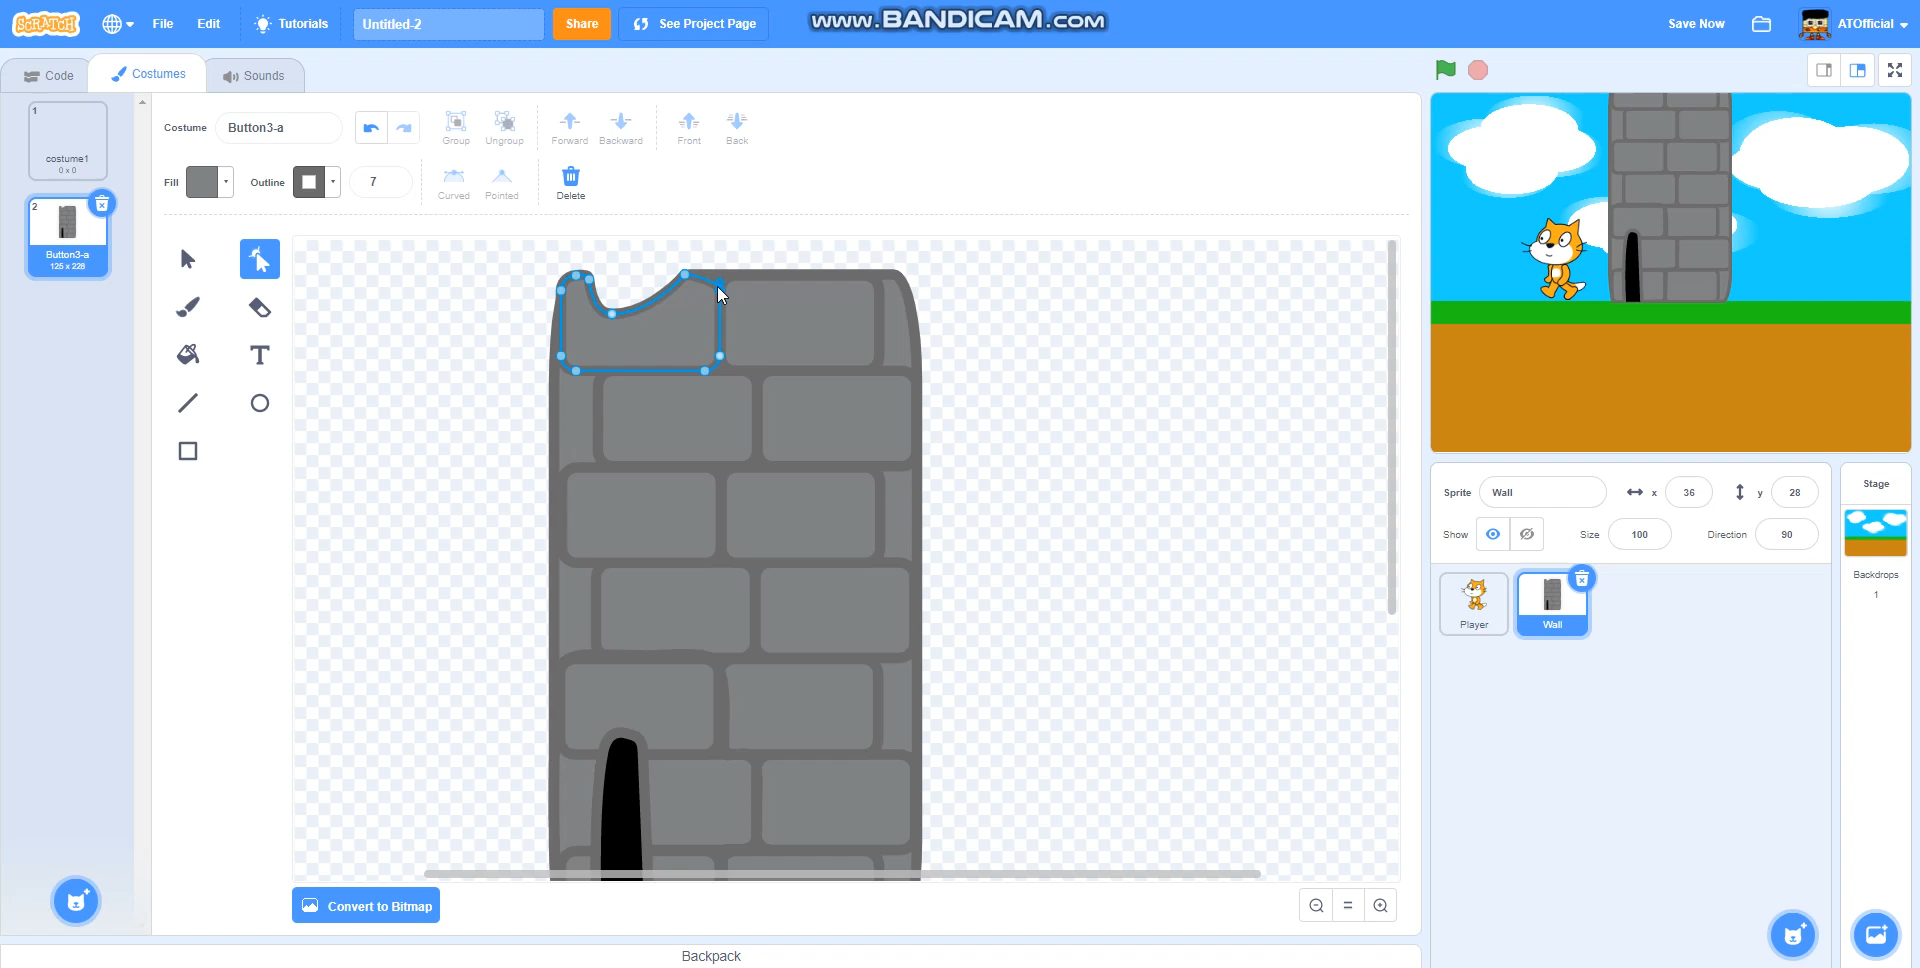 SCRATCH
File
Edit
Tutorials
Untitled-2
Share
See Project Page
www.BANDICAM.com
Save Now
ATOfficial
Code
Costumes
Sounds
1
costume1
0 x 0
2
Button3-a
125 x 228
Costume
Button3-a
Group
Ungroup
Forward
Backward
Front
Back
Fill
Outline
7
Curved
Pointed
Delete
T
Convert to Bitmap
Backpack
Sprite
Wall
x
36
y
28
Show
Size
100
Direction
90
Player
Wall
Stage
Backdrops
1